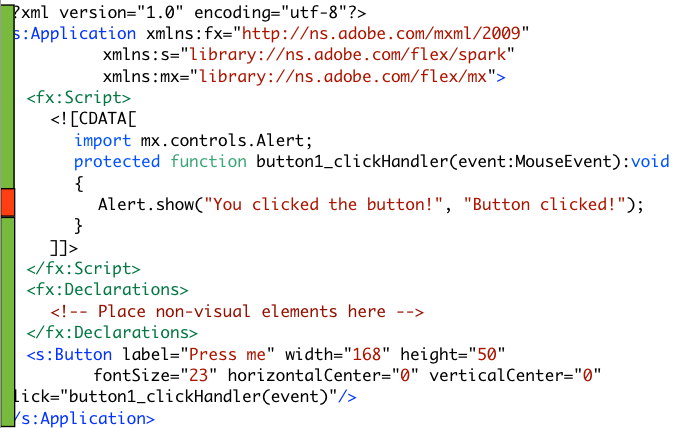 ?xml version="1.0" encoding="utf-8"?>
s:Application xmlns:fx="http://ns.adobe.com/mxml/2009"
xmlns:s="library://ns.adobe.com/flex/spark"
xmlns:mx="library://ns.adobe.com/flex/mx">
<fx:Script>
<![CDATA[
import mx.controls.Alert;
protected function button1_clickHandler(event:MouseEvent):void
{
Alert.show("You clicked the button!", "Button clicked!");
}
]]>
</fx:Script>
<fx:Declarations>
<!-- Place non-visual elements here -->
</fx:Declarations>
<s:Button label="Press me" width="168" height="50"
fontSize="23" horizontalCenter="0" verticalCenter="0"
lick="button1_clickHandler(event)"/>
/s:Application>